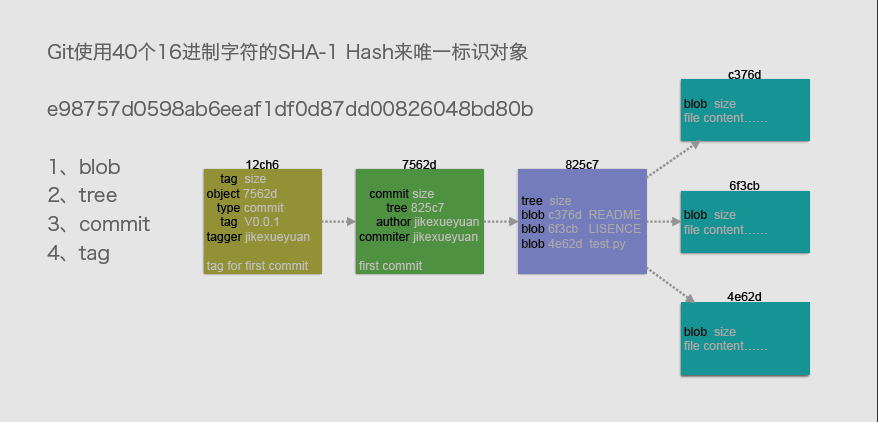 Git使用40个16进制字符的SHA-1 Hash来唯一标识对象
e98757d0598ab6eeaf1df0d87dd00826048bd80b
1、blob
2、tree
3、commit
4、tag
12ch6
tag size
object 7562d
type commit
tag V0.0.1
tagger jikexueyuan
tag for first commit
7562d
commit size
tree 825c7
author jikexueyuan
commiter jikexueyuan
first commit
825c7
tree size
blob c376d README
blob 6f3cb LISENCE
blob 4e62d test.py
c376d
blob size
file content……
6f3cb
blob size
file content……
4e62d
blob size
file content……